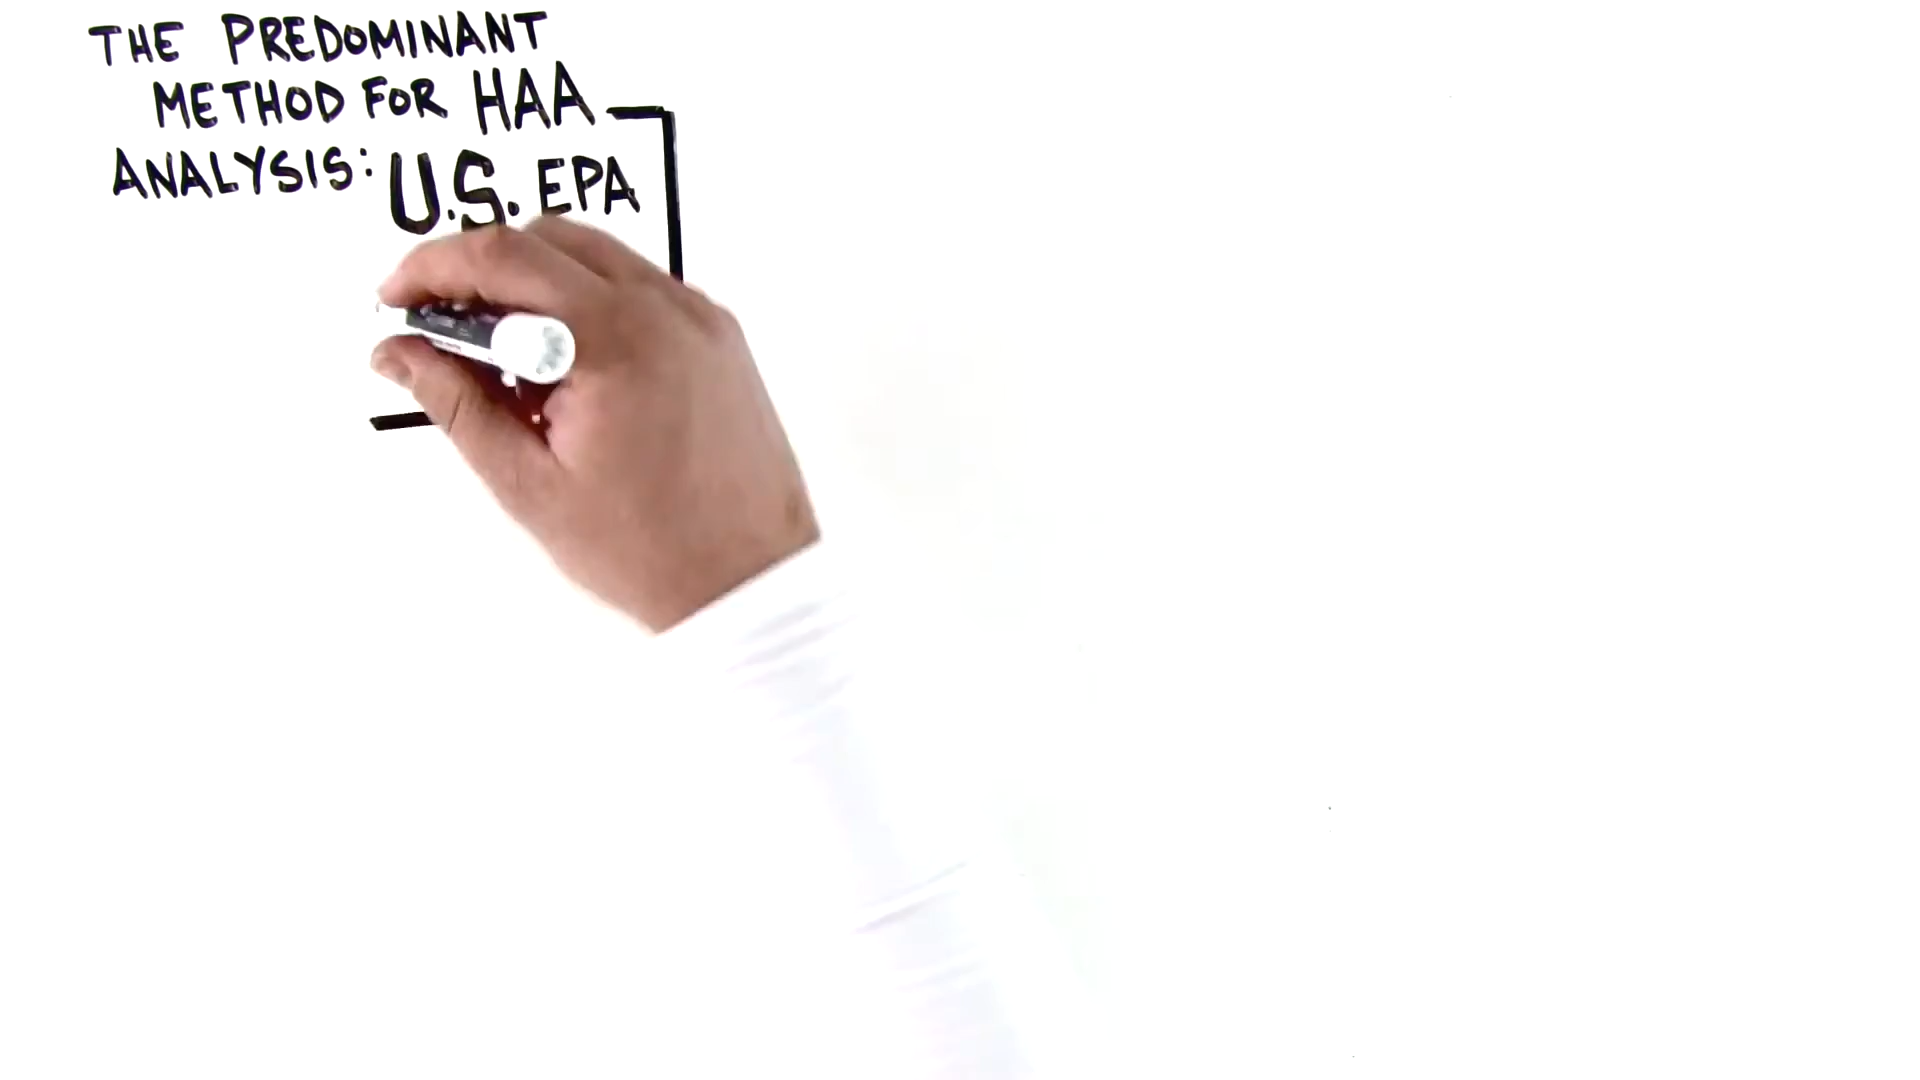 THE PREDOMINANT
METHOD FOR HAA
ANALYSIS: U.S. EPA